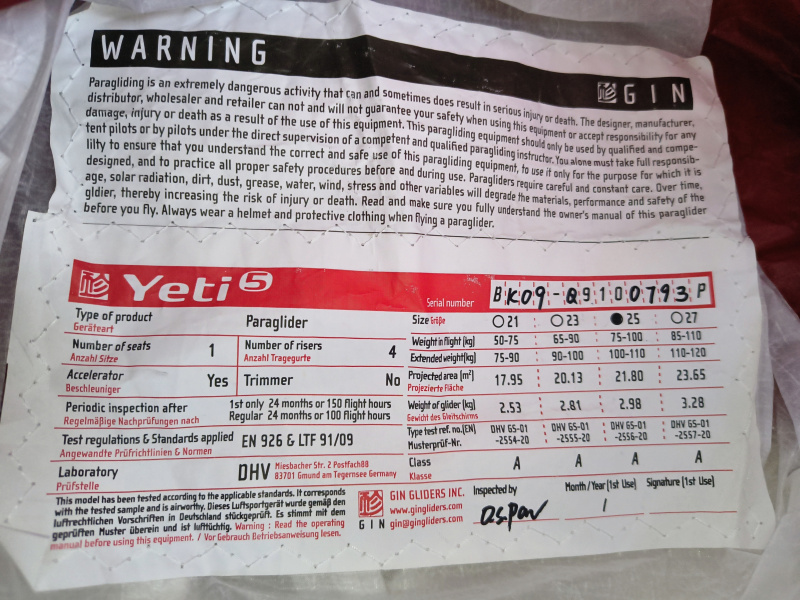 WARNING
GIN
Paragliding is an extremely dangerous activity that can and sometimes does result in serious injury or death. The designer, manufacturer,
distributor, wholesaler and retailer can not and will not guarantee your safety when using this equipment or accept responsibility for any
damage, injury or death as a result of the use of this equipment. This paragliding equipment should only be used by qualified and compe-
tent pilots or by pilots under the direct supervision of a competent and qualified paragliding instructor. You alone must take full responsib-
lilty to ensure that you understand the correct and safe use of this paragliding equipment, to use it only for the purpose for which it is
designed, and to practice all proper safety procedures before and during use. Paragliders require careful and constant care. Over time,
age, solar radiation, dirt, dust, grease, water, wind, stress and other variables will degrade the materials, performance and safety of the
gldier, thereby increasing the risk of injury or death. Read and make sure you fully understand the owner's manual of this paraglider
before you fly. Always wear a helmet and protective clothing when flying a paraglider.
Yeti 5
Serial number BK09-Q9100793P
Type of product Paraglider
Geräteart
Number of seats 1 Number of risers 4
Anzahl Sitze Anzahl Tragegurte
Accelerator Yes Trimmer No
Beschleuniger
Periodic inspection after 1st only 24 months or 150 flight hours
Regelmäßige Nachprüfungen nach Regular 24 months or 100 flight hours
Test regulations & Standards applied EN 926 & LTF 91/09
Angewandte Prüfrichtlinien & Normen
Laboratory DHV Miesbacher Str. 2 Postfach88
Prüfstelle 83701 Gmund am Tegernsee Germany
Size Größe 21 23 25 27
Weight in flight (kg) 50-75 65-90 75-100 85-110
Extended weight(kg) 75-90 90-100 100-110 110-120
Projected area (m²) 17.95 20.13 21.80 23.65
Projezierte Fläche
Weight of glider (kg) 2.53 2.81 2.98 3.28
Gewicht des Gleitschirms
Type test ref. no.(EN) DHV GS-01 DHV GS-01 DHV GS-01 DHV GS-01
Musterprüf-Nr. -2554-20 -2555-20 -2556-20 -2557-20
Class A A A A
Klasse
This model has been tested according to the applicable standards. It corresponds
with the tested sample and is airworthy. Dieses Luftsportgerät wurde gemäß den
luftrechtlichen Vorschriften in Deutschland stückgeprüft. Es stimmt mit dem
geprüften Muster überein und ist lufttüchtig. Warning : Read the operating
manual before using this equipment. / Vor Gebrauch Betriebsanweisung lesen.
GIN
GIN GLIDERS INC.
www.gingliders.com
gin@gingliders.com
Inspected by
Month / Year (1st Use)
/
Signature (1st Use)